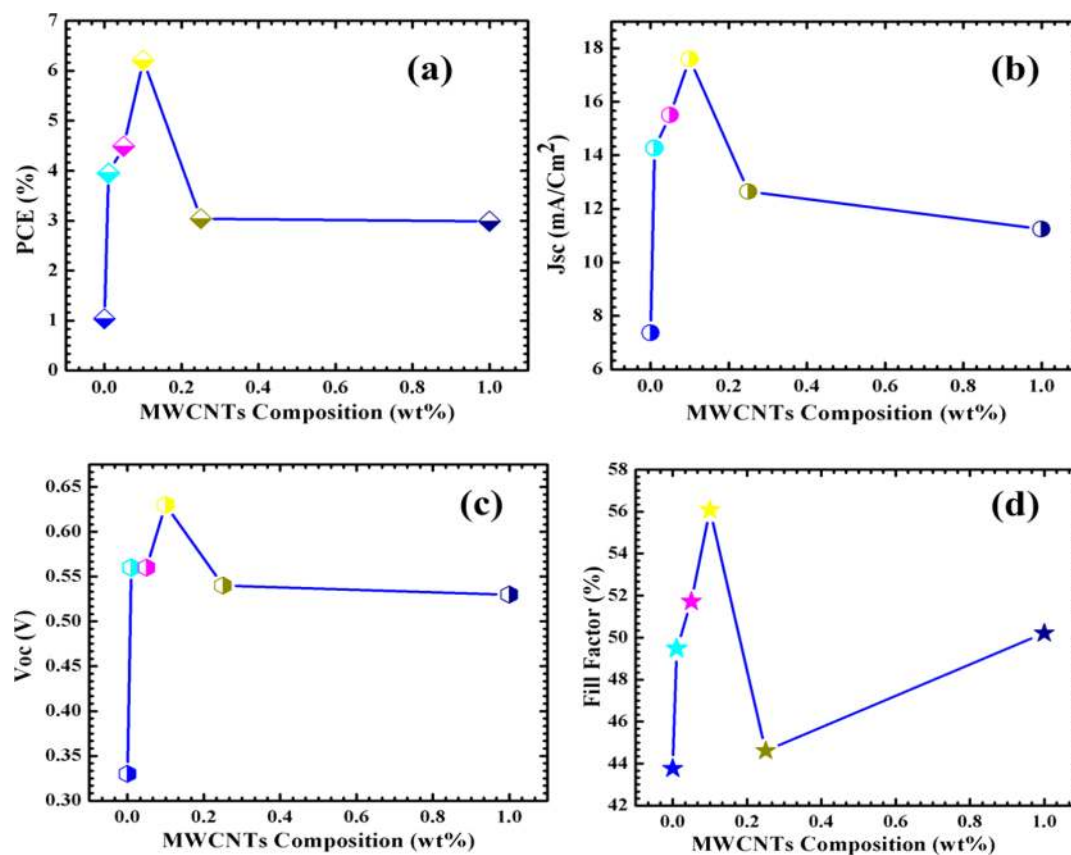 7
6
5
4
3
2
1
0
PCE (%)
(a)
0.0 0.2 0.4 0.6 0.8 1.0
MWCNTs Composition (wt%)
18
16
14
12
10
8
6
Jsc (mA/Cm²)
(b)
0.0 0.2 0.4 0.6 0.8 1.0
MWCNTs Composition (wt%)
0.65
0.60
0.55
0.50
0.45
0.40
0.35
0.30
Voc (V)
(c)
0.0 0.2 0.4 0.6 0.8 1.0
MWCNTs Composition (wt%)
58
56
54
52
50
48
46
44
42
Fill Factor (%)
(d)
0.0 0.2 0.4 0.6 0.8 1.0
MWCNTs Composition (wt%)